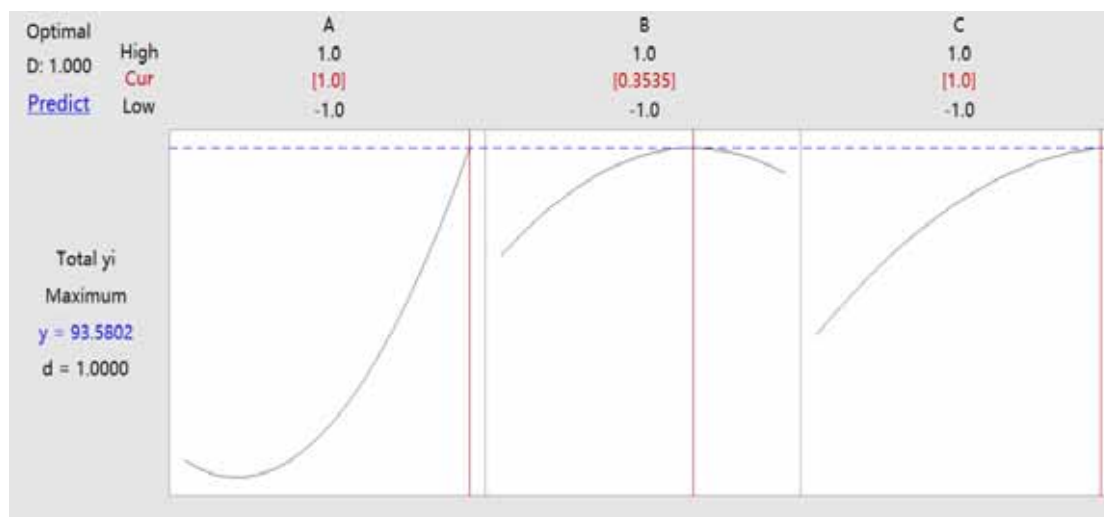 Optimal
D: 1.000
Predict
High
Cur
Low
A
1.0
[1.0]
-1.0
B
1.0
[0.3535]
-1.0
C
1.0
[1.0]
-1.0
Total yi
Maximum
y = 93.5802
d = 1.0000